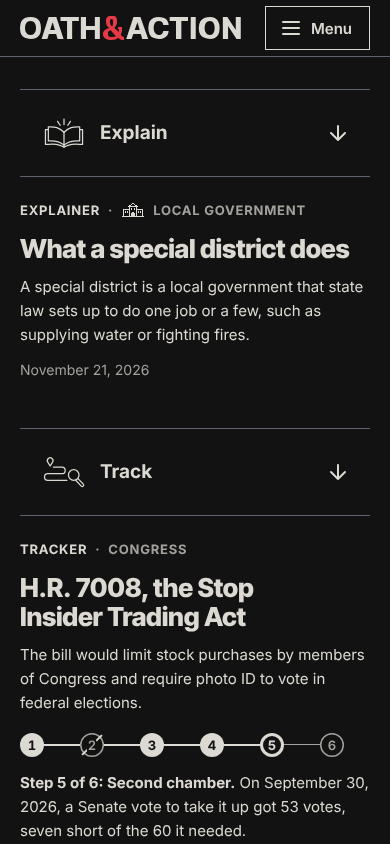 OATH&ACTION
Menu
Explain
EXPLAINER · LOCAL GOVERNMENT
What a special district does
A special district is a local government that state
law sets up to do one job or a few, such as
supplying water or fighting fires.
November 21, 2026
Track
TRACKER · CONGRESS
H.R. 7008, the Stop
Insider Trading Act
The bill would limit stock purchases by members
of Congress and require photo ID to vote in
federal elections.
1 2 3 4 5 6
Step 5 of 6: Second chamber. On September 30,
2026, a Senate vote to take it up got 53 votes,
seven short of the 60 it needed.